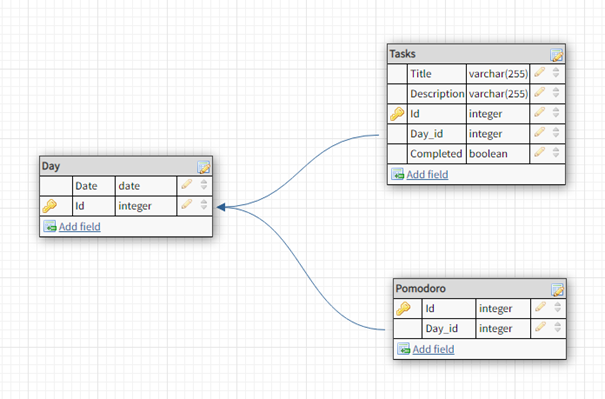 Tasks
Title varchar(255)
Description varchar(255)
Id integer
Day_id integer
Completed boolean
Add field
Day
Date date
Id integer
Add field
Pomodoro
Id integer
Day_id integer
Add field